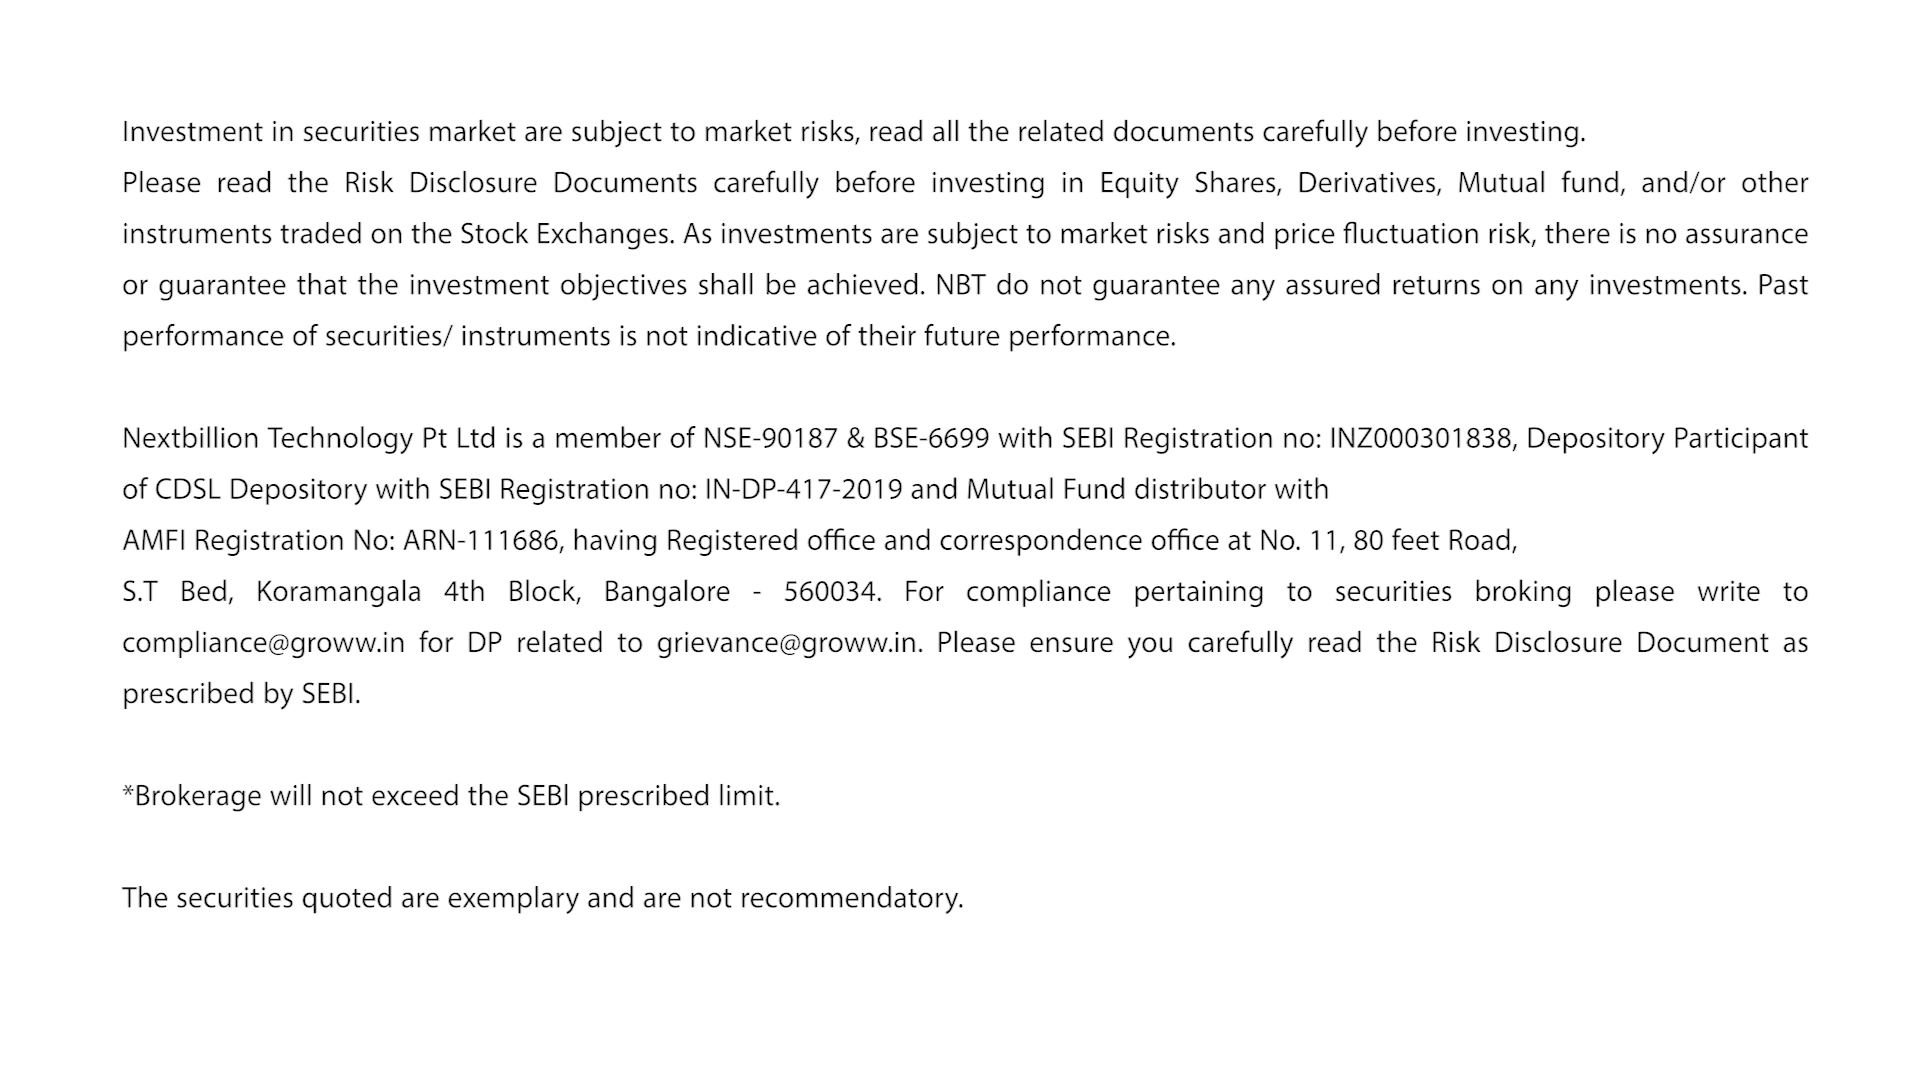 Investment in securities market are subject to market risks, read all the related documents carefully before investing.
Please read the Risk Disclosure Documents carefully before investing in Equity Shares, Derivatives, Mutual fund, and/or other
instruments traded on the Stock Exchanges. As investments are subject to market risks and price fluctuation risk, there is no assurance
or guarantee that the investment objectives shall be achieved. NBT do not guarantee any assured returns on any investments. Past
performance of securities/ instruments is not indicative of their future performance.
Nextbillion Technology Pt Ltd is a member of NSE-90187 & BSE-6699 with SEBI Registration no: INZ000301838, Depository Participant
of CDSL Depository with SEBI Registration no: IN-DP-417-2019 and Mutual Fund distributor with
AMFI Registration No: ARN-111686, having Registered office and correspondence office at No. 11, 80 feet Road,
S.T Bed, Koramangala 4th Block, Bangalore - 560034. For compliance pertaining to securities broking please write to
compliance@groww.in for DP related to grievance@groww.in. Please ensure you carefully read the Risk Disclosure Document as
prescribed by SEBI.
*Brokerage will not exceed the SEBI prescribed limit.
The securities quoted are exemplary and are not recommendatory.